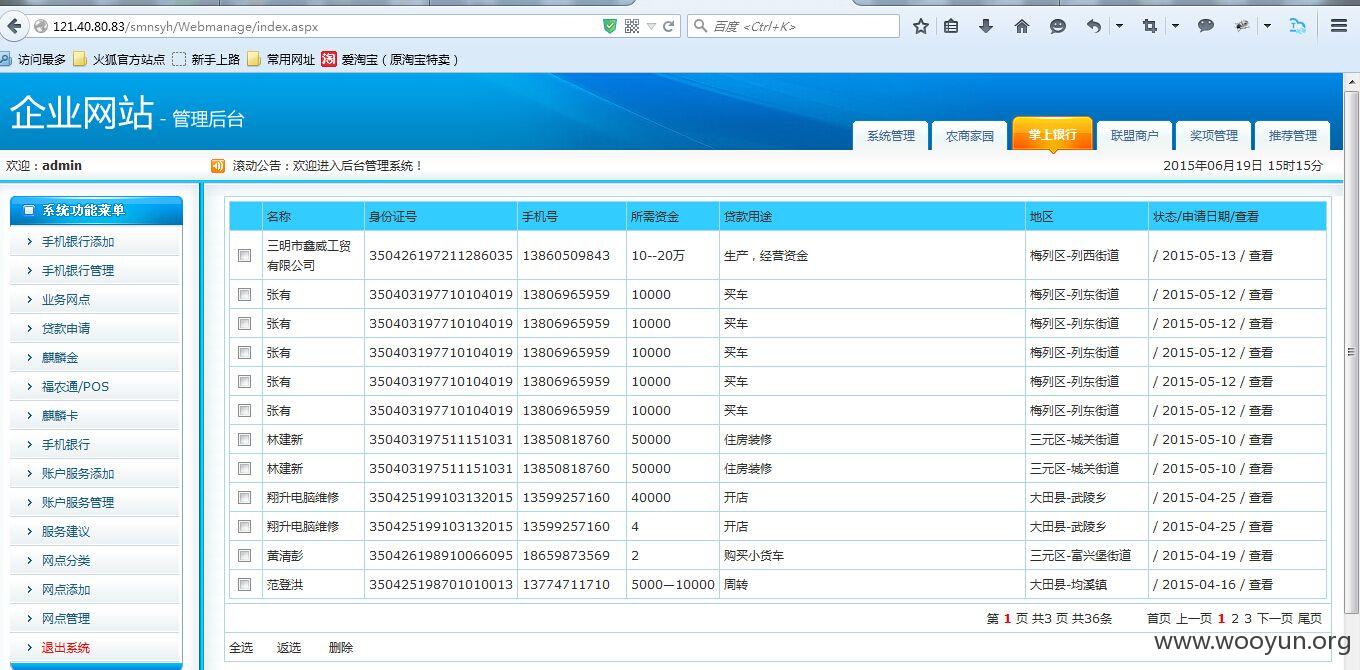 121.40.80.83/smnsyh/Webmanage/index.aspx
百度 <Ctrl+K>
访问最多 火狐官方站点 新手上路 常用网址 淘 爱淘宝（原淘宝特卖）
企业网站 - 管理后台
系统管理 农商家园 掌上银行 联盟商户 奖项管理 推荐管理
欢迎：admin 滚动公告：欢迎进入后台管理系统！ 2015年06月19日 15时15分
系统功能菜单
手机银行添加
手机银行管理
业务网点
贷款申请
麒麟金
福农通/POS
麒麟卡
手机银行
账户服务添加
账户服务管理
服务建议
网点分类
网点添加
网点管理
退出系统
名称 身份证号 手机号 所需资金 贷款用途 地区 状态/申请日期/查看
三明市鑫威工贸有限公司 350426197211286035 13860509843 10--20万 生产，经营资金 梅列区-列西街道 / 2015-05-13 / 查看
张有 350403197710104019 13806965959 10000 买车 梅列区-列东街道 / 2015-05-12 / 查看
张有 350403197710104019 13806965959 10000 买车 梅列区-列东街道 / 2015-05-12 / 查看
张有 350403197710104019 13806965959 10000 买车 梅列区-列东街道 / 2015-05-12 / 查看
张有 350403197710104019 13806965959 10000 买车 梅列区-列东街道 / 2015-05-12 / 查看
张有 350403197710104019 13806965959 10000 买车 梅列区-列东街道 / 2015-05-12 / 查看
林建新 350403197511151031 13850818760 50000 住房装修 三元区-城关街道 / 2015-05-10 / 查看
林建新 350403197511151031 13850818760 50000 住房装修 三元区-城关街道 / 2015-05-10 / 查看
翔升电脑维修 350425199103132015 13599257160 40000 开店 大田县-武陵乡 / 2015-04-25 / 查看
翔升电脑维修 350425199103132015 13599257160 4 开店 大田县-武陵乡 / 2015-04-25 / 查看
黄清彭 350426198910066095 18659873569 2 购买小货车 三元区-富兴堡街道 / 2015-04-19 / 查看
范登洪 350425198701010013 13774711710 5000—10000 周转 大田县-均溪镇 / 2015-04-16 / 查看
第 1 页 共3 页 共36条 首页 上一页 1 2 3 下一页 尾页
全选 返选 删除
www.wooyun.org